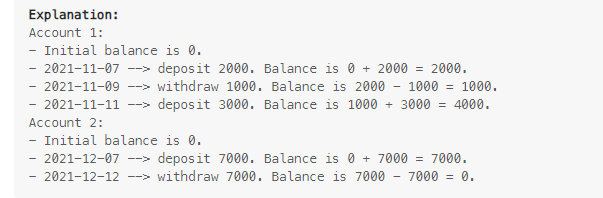 Explanation:
Account 1:
- Initial balance is 0.
- 2021-11-07 --> deposit 2000. Balance is 0 + 2000 = 2000.
- 2021-11-09 --> withdraw 1000. Balance is 2000 - 1000 = 1000.
- 2021-11-11 --> deposit 3000. Balance is 1000 + 3000 = 4000.
Account 2:
- Initial balance is 0.
- 2021-12-07 --> deposit 7000. Balance is 0 + 7000 = 7000.
- 2021-12-12 --> withdraw 7000. Balance is 7000 - 7000 = 0.